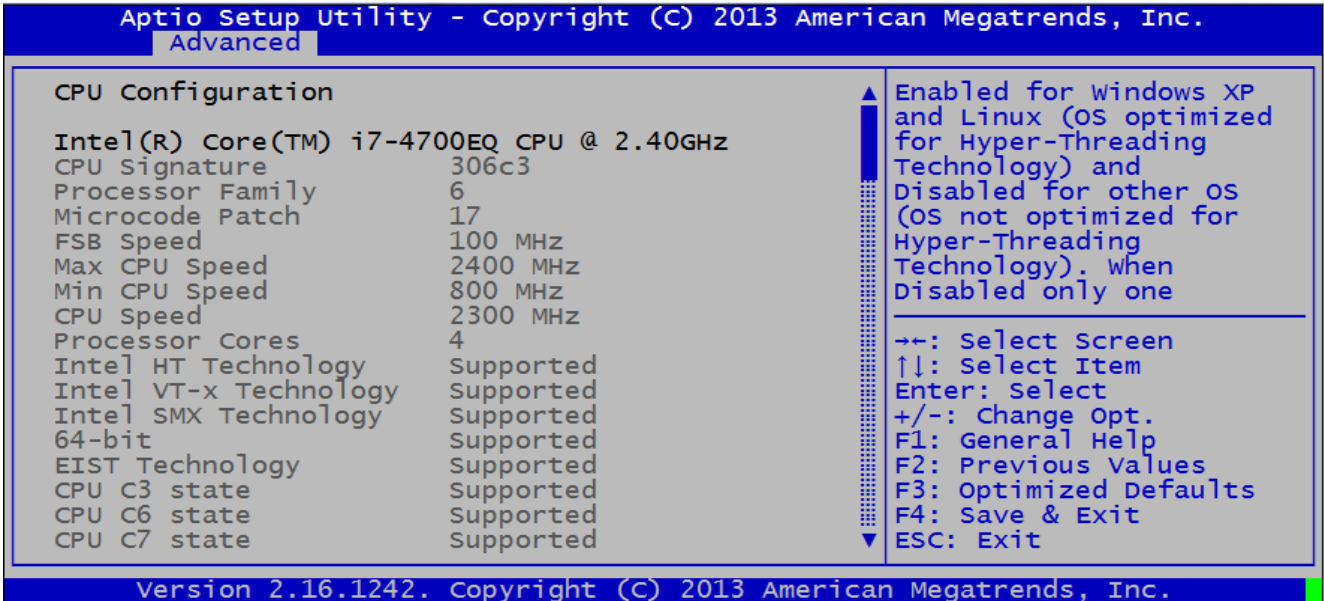 Aptio Setup Utility - Copyright (C) 2013 American Megatrends, Inc.
Advanced
CPU Configuration
Intel(R) Core(TM) i7-4700EQ CPU @ 2.40GHz
CPU Signature 306c3
Processor Family 6
Microcode Patch 17
FSB Speed 100 MHz
Max CPU Speed 2400 MHz
Min CPU Speed 800 MHz
CPU Speed 2300 MHz
Processor Cores 4
Intel HT Technology Supported
Intel VT-x Technology Supported
Intel SMX Technology Supported
64-bit Supported
EIST Technology Supported
CPU C3 state Supported
CPU C6 state Supported
CPU C7 state Supported
Enabled for Windows XP
and Linux (OS optimized
for Hyper-Threading
Technology) and
Disabled for other OS
(OS not optimized for
Hyper-Threading
Technology). When
Disabled only one
→←: Select Screen
↑↓: Select Item
Enter: Select
+/-: Change Opt.
F1: General Help
F2: Previous Values
F3: Optimized Defaults
F4: Save & Exit
ESC: Exit
Version 2.16.1242. Copyright (C) 2013 American Megatrends, Inc.